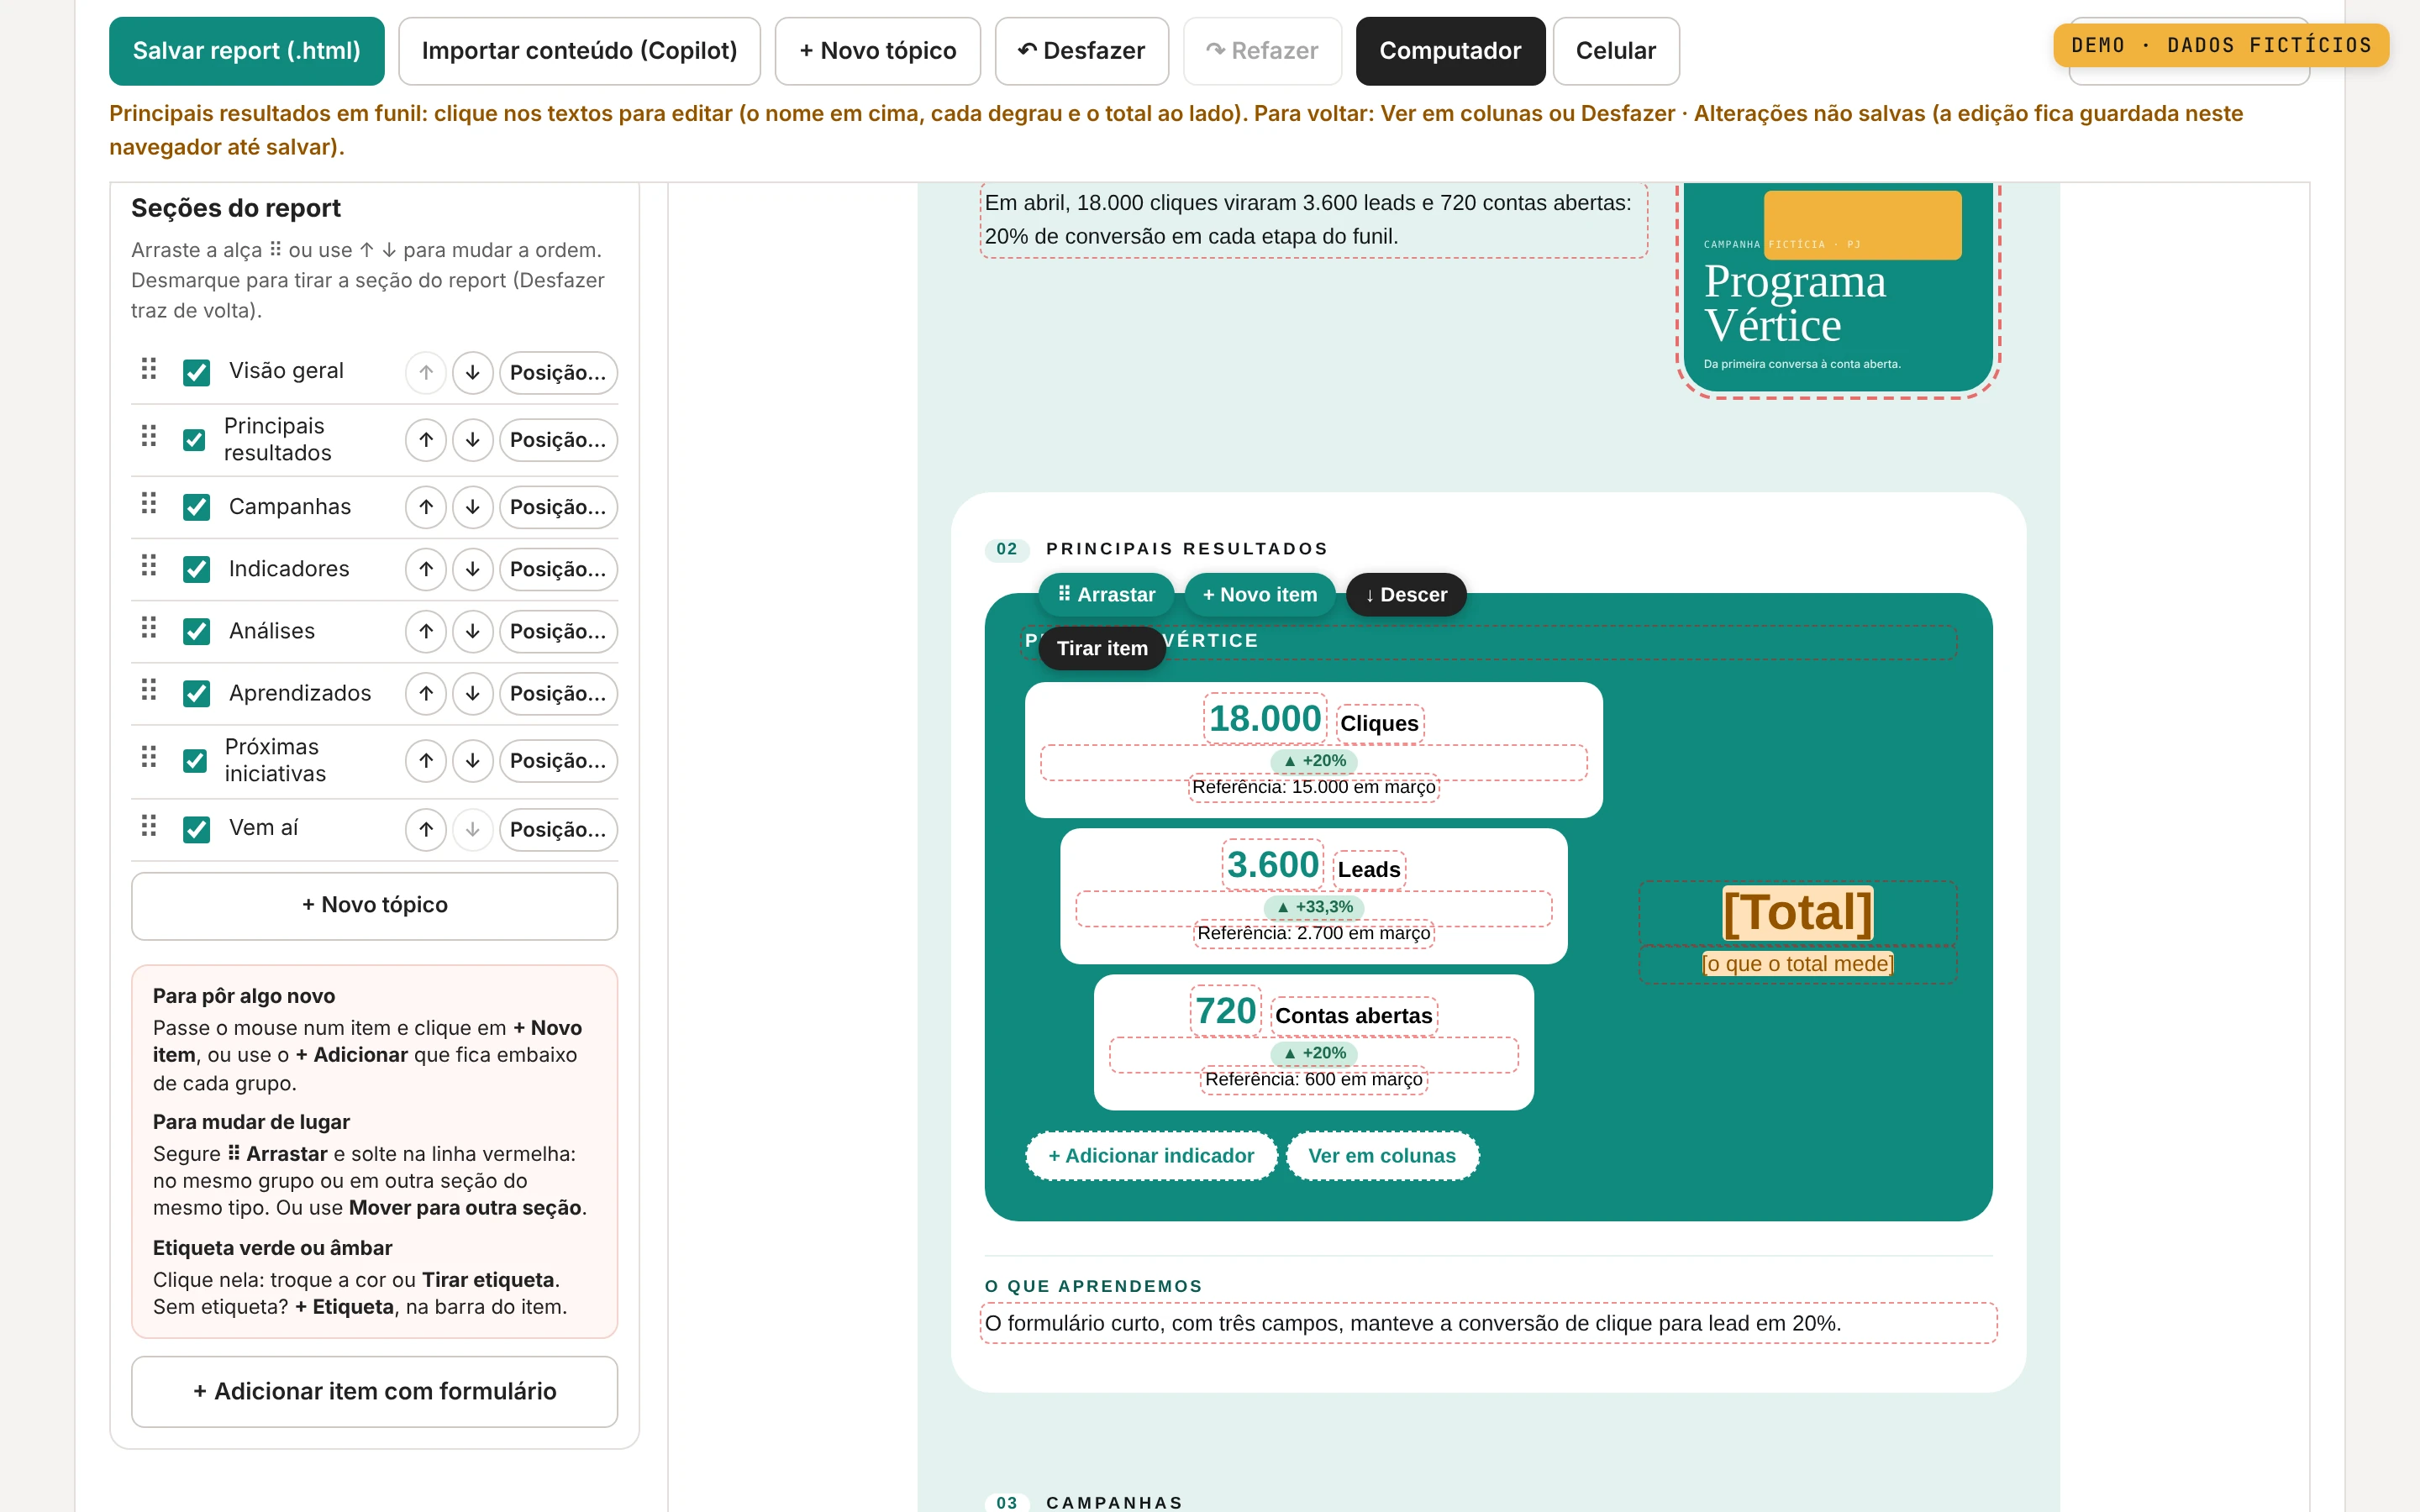 Salvar report (.html)
Importar conteúdo (Copilot)
+ Novo tópico
↶ Desfazer
↷ Refazer
Computador
Celular
DEMO · DADOS FICTÍCIOS
Principais resultados em funil: clique nos textos para editar (o nome em cima, cada degrau e o total ao lado). Para voltar: Ver em colunas ou Desfazer · Alterações não salvas (a edição fica guardada neste
navegador até salvar).
Seções do report
Arraste a alça ⠿ ou use ↑ ↓ para mudar a ordem.
Desmarque para tirar a seção do report (Desfazer
traz de volta).
Visão geral
↑ ↓ Posição...
Principais
resultados
↑ ↓ Posição...
Campanhas
↑ ↓ Posição...
Indicadores
↑ ↓ Posição...
Análises
↑ ↓ Posição...
Aprendizados
↑ ↓ Posição...
Próximas
iniciativas
↑ ↓ Posição...
Vem aí
↑ ↓ Posição...
+ Novo tópico
Para pôr algo novo
Passe o mouse num item e clique em + Novo
item, ou use o + Adicionar que fica embaixo
de cada grupo.
Para mudar de lugar
Segure ⠿ Arrastar e solte na linha vermelha:
no mesmo grupo ou em outra seção do
mesmo tipo. Ou use Mover para outra seção.
Etiqueta verde ou âmbar
Clique nela: troque a cor ou Tirar etiqueta.
Sem etiqueta? + Etiqueta, na barra do item.
+ Adicionar item com formulário
Em abril, 18.000 cliques viraram 3.600 leads e 720 contas abertas:
20% de conversão em cada etapa do funil.
CAMPANHA FICTÍCIA · PJ
Programa
Vértice
Da primeira conversa à conta aberta.
02 PRINCIPAIS RESULTADOS
⠿ Arrastar
+ Novo item
↓ Descer
Tirar item
VÉRTICE
18.000 Cliques
▲ +20%
Referência: 15.000 em março
3.600 Leads
▲ +33,3%
Referência: 2.700 em março
720 Contas abertas
▲ +20%
Referência: 600 em março
[Total]
[o que o total mede]
+ Adicionar indicador
Ver em colunas
O QUE APRENDEMOS
O formulário curto, com três campos, manteve a conversão de clique para lead em 20%.
03 CAMPANHAS